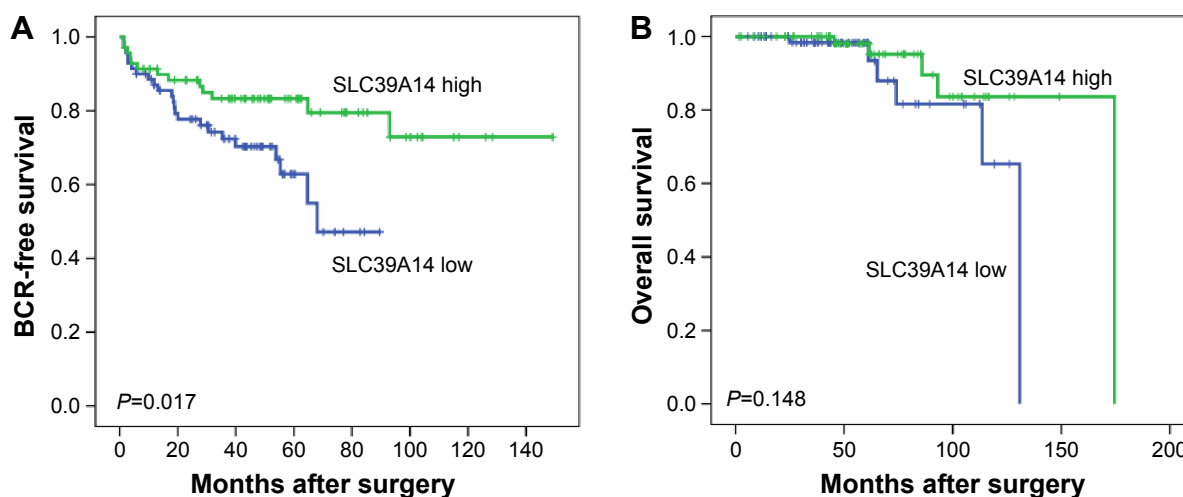 A
BCR-free survival
1.0
0.8
0.6
0.4
0.2
0.0
SLC39A14 high
SLC39A14 low
P=0.017
0 20 40 60 80 100 120 140
Months after surgery
B
Overall survival
1.0
0.8
0.6
0.4
0.2
0.0
SLC39A14 high
SLC39A14 low
P=0.148
0 50 100 150 200
Months after surgery